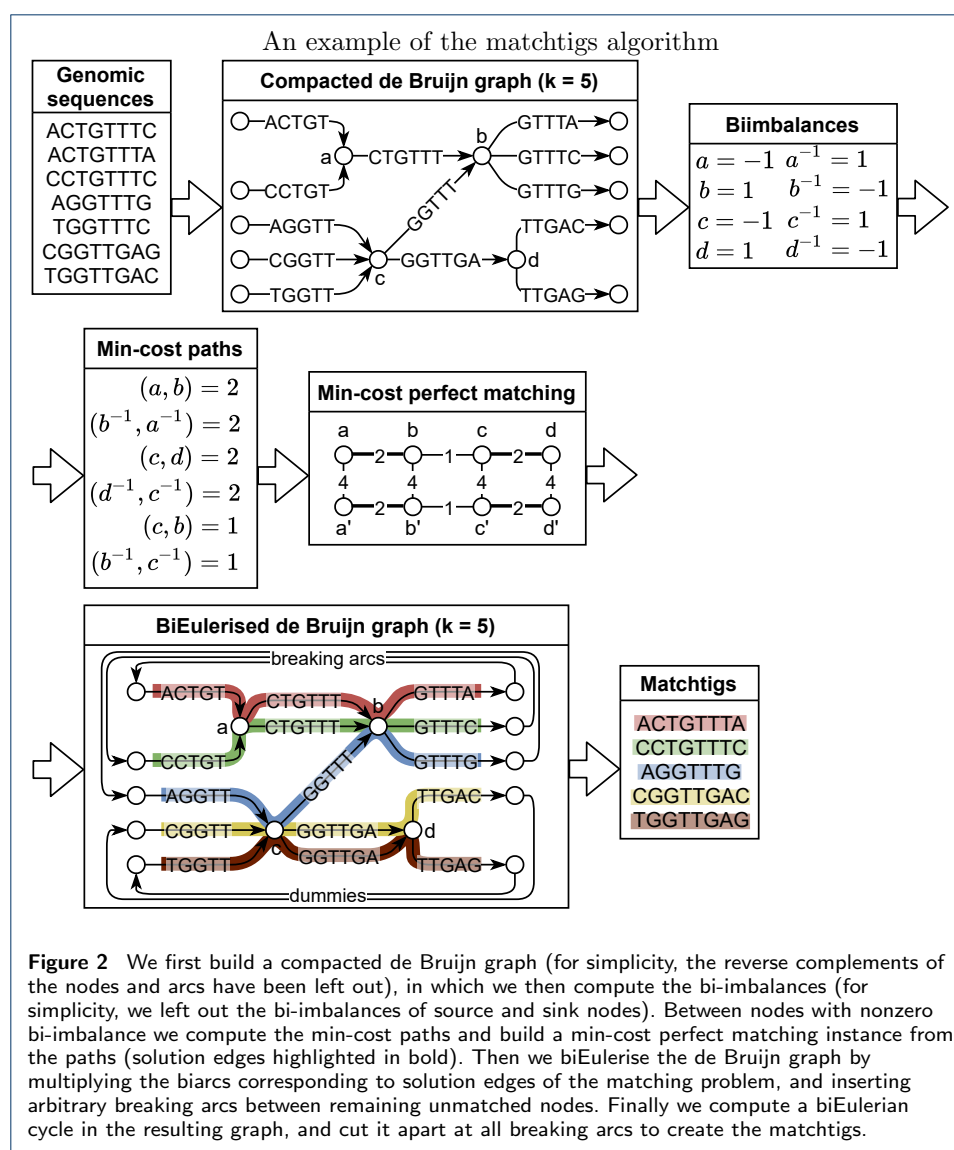 An example of the matchtigs algorithm
Genomic
sequences
ACTGTTTC
ACTGTTTA
CCTGTTTC
AGGTTTG
TGGTTTC
CGGTTGAG
TGGTTGAC
Compacted de Bruijn graph (k = 5)
ACTGT
GTTTA
b
a
CTGTTT
GTTTC
CCTGT
GTTTG
GGTTT
AGGTT
TTGAC
CGGTT
GGTTGA
d
c
TGGTT
TTGAG
Biimbalances
a = −1 a⁻¹ = 1
b = 1 b⁻¹ = −1
c = −1 c⁻¹ = 1
d = 1 d⁻¹ = −1
Min-cost paths
(a, b) = 2
(b⁻¹, a⁻¹) = 2
(c, d) = 2
(d⁻¹, c⁻¹) = 2
(c, b) = 1
(b⁻¹, c⁻¹) = 1
Min-cost perfect matching
a b c d
2 1 2
4 4 4 4
2 1 2
a' b' c' d'
BiEulerised de Bruijn graph (k = 5)
breaking arcs
ACTGT
CTGTTT
b
GTTTA
a
CTGTTT
GTTTC
CCTGT
GTTTG
GGTTT
AGGTT
TTGAC
CGGTT
GGTTGA
d
c
TGGTT
GGTTGA
TTGAG
dummies
Matchtigs
ACTGTTTA
CCTGTTTC
AGGTTTG
CGGTTGAC
TGGTTGAG
Figure 2 We first build a compacted de Bruijn graph (for simplicity, the reverse complements of
the nodes and arcs have been left out), in which we then compute the bi-imbalances (for
simplicity, we left out the bi-imbalances of source and sink nodes). Between nodes with nonzero
bi-imbalance we compute the min-cost paths and build a min-cost perfect matching instance from
the paths (solution edges highlighted in bold). Then we biEulerise the de Bruijn graph by
multiplying the biarcs corresponding to solution edges of the matching problem, and inserting
arbitrary breaking arcs between remaining unmatched nodes. Finally we compute a biEulerian
cycle in the resulting graph, and cut it apart at all breaking arcs to create the matchtigs.